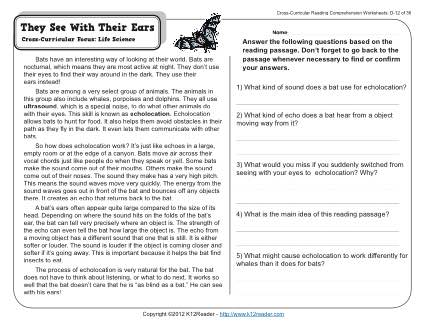 Cross-Curricular Reading Comprehension Worksheets: D-12 of 36
They See With Their Ears
Cross-Curricular Focus: Life Science
Bats have an interesting way of looking at their world. Bats are
nocturnal, which means they are most active at night. They don't use
their eyes to find their way around in the dark. They use their
ears instead!
Bats are among a very select group of animals. The animals in
this group also include whales, porpoises and dolphins. They all use
ultrasound, which is a special noise, to do what other animals do
with their eyes. This skill is known as echolocation. Echolocation
allows bats to hunt for food. It also helps them avoid obstacles in their
path as they fly in the dark. It even lets them communicate with other
bats.
So how does echolocation work? It's just like echoes in a large,
empty room or at the edge of a canyon. Bats move air across their
vocal chords just like people do when they speak or yell. Some bats
make the sound come out of their mouths. Others make the sound
come out of their noses. The sound they make has a very high pitch.
This means the sound waves move very quickly. The energy from the
sound waves goes out in front of the bat and bounces off any objects
there. It creates an echo that returns back to the bat.
A bat's ears often appear quite large compared to the size of its
head. Depending on where the sound hits on the folds of the bat's
ear, the bat can tell very precisely where an object is. The strength of
the echo can even tell the bat how large the object is. The echo from
a moving object has a different sound than one that is still. It is either
softer or louder. The sound is louder if the object is coming closer and
softer if it's going away. This is important because it helps the bat find
insects to eat.
The process of echolocation is very natural for the bat. The bat
does not have to think about listening, or what to do next. It works so
well that the bat doesn't care that he is "as blind as a bat." He can see
with his ears!
Name
Answer the following questions based on the
reading passage. Don't forget to go back to the
passage whenever necessary to find or confirm
your answers.
1) What kind of sound does a bat use for echolocation?
2) What kind of echo does a bat hear from a object
moving way from it?
3) What would you miss if you suddenly switched from
seeing with your eyes to echolocation? Why?
4) What is the main idea of this reading passage?
5) What might cause echolocation to work differently for
whales than it does for bats?
Copyright ©2012 K12Reader - http://www.k12reader.com